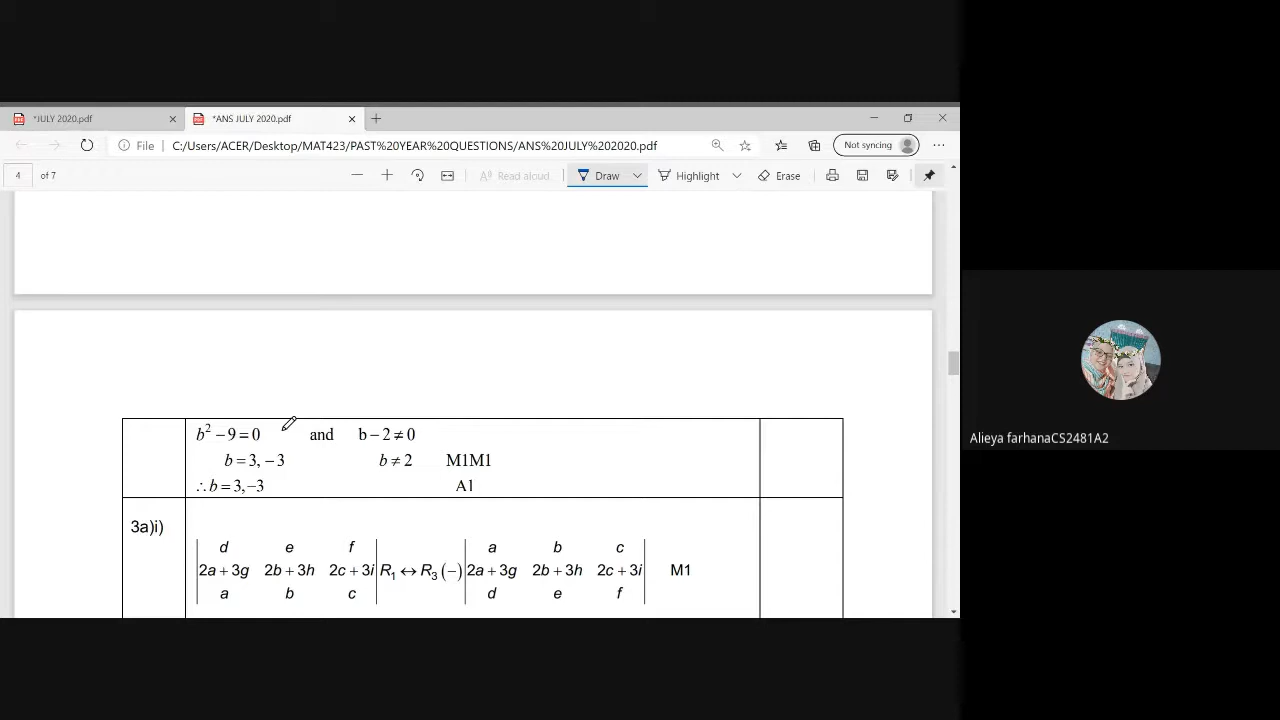 *JULY 2020.pdf
*ANS JULY 2020.pdf
File
C:/Users/ACER/Desktop/MAT423/PAST%20YEAR%20QUESTIONS/ANS%20JULY%202020.pdf
Not syncing
4 of 7
Read aloud
Draw
Highlight
Erase
b² − 9 = 0 and b − 2 ≠ 0
b = 3, − 3 b ≠ 2 M1M1
∴ b = 3, −3 A1
3a)i)
| d e f | | a b c |
| 2a + 3g 2b + 3h 2c + 3i | R₁ ↔ R₃ (−) | 2a + 3g 2b + 3h 2c + 3i | M1
| a b c | | d e f |
Alieya farhanaCS2481A2